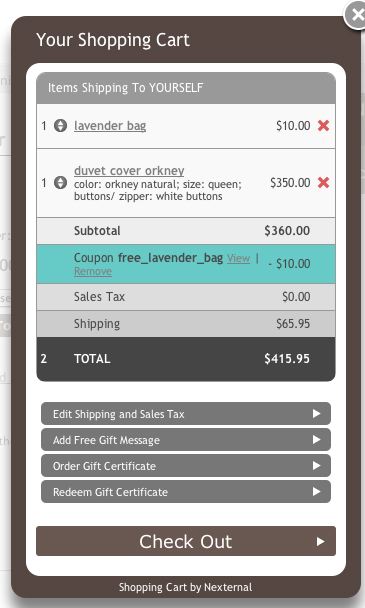 Your Shopping Cart
Items Shipping To YOURSELF
1 lavender bag $10.00
1 duvet cover orkney $350.00
color: orkney natural; size: queen;
buttons/ zipper: white buttons
Subtotal $360.00
Coupon free_lavender_bag View | - $10.00
Remove
Sales Tax $0.00
Shipping $65.95
2 TOTAL $415.95
Edit Shipping and Sales Tax
Add Free Gift Message
Order Gift Certificate
Redeem Gift Certificate
Check Out
Shopping Cart by Nexternal